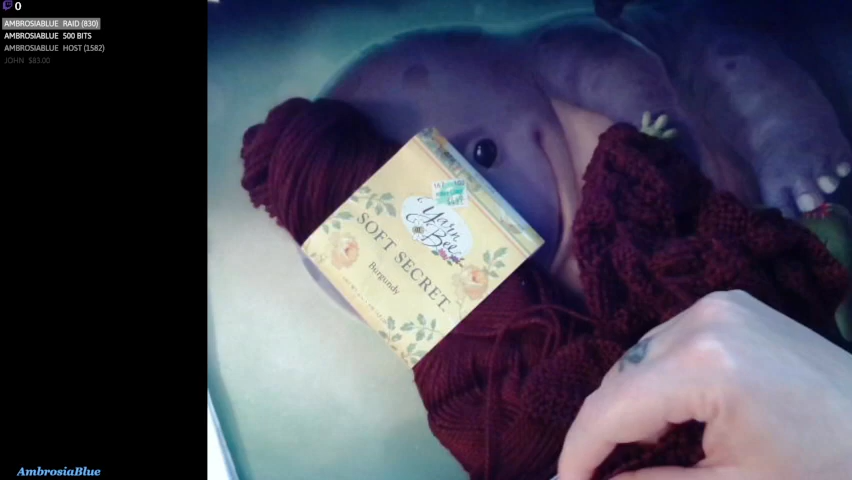 0
AMBROSIABLUE RAID (830)
AMBROSIABLUE 500 BITS
AMBROSIABLUE HOST (1582)
JOHN $83.00
Yarn
Bee
SOFT SECRET
Burgundy
AmbrosiaBlue